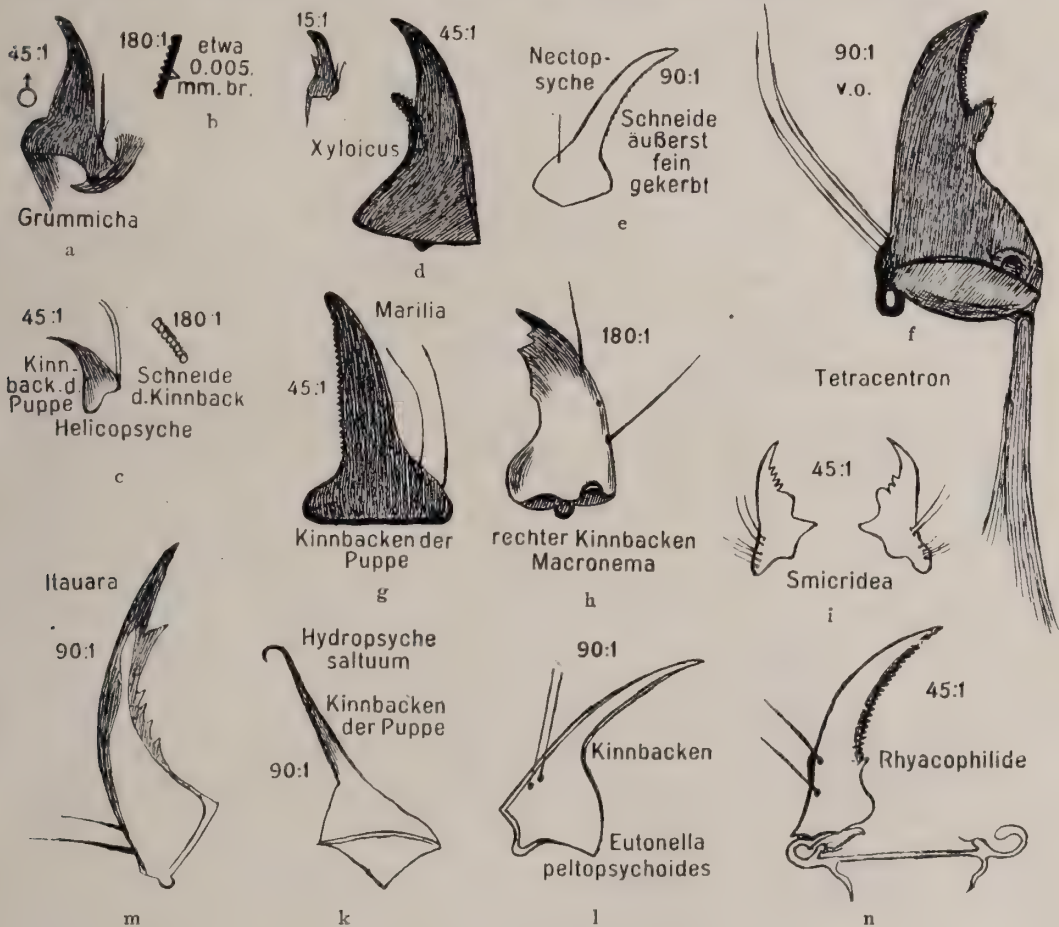 45:1
♂
180:1
etwa
0.005.
mm. br.
b
Grummicha
a
15:1
45:1
Xyloicus
d
Nectop-
syche
90:1
Schneide
äußerst
fein
gekerbt
e
90:1
v.o.
f
Tetracentron
45:1
Kinn-
back. d.
Puppe
180:1
Schneide
d. Kinnback
Helicopsyche
c
Marilia
45:1
Kinnbacken der
Puppe
g
180:1
rechter Kinnbacken
Macronema
h
45:1
Smicridea
i
Itauara
90:1
m
Hydropsyche
saltuum
Kinnbacken
der Puppe
90:1
k
90:1
Kinnbacken
Eutonella
peltopsychoides
l
45:1
Rhyacophilide
n